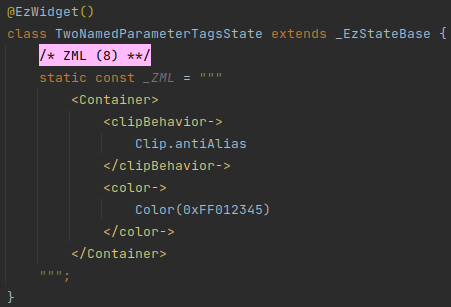 @EzWidget()
class TwoNamedParameterTagsState extends _EzStateBase {
/* ZML (8) **/
static const _ZML = """
<Container>
<clipBehavior->
Clip.antiAlias
</clipBehavior->
<color->
Color(0xFF012345)
</color->
</Container>
""";
}